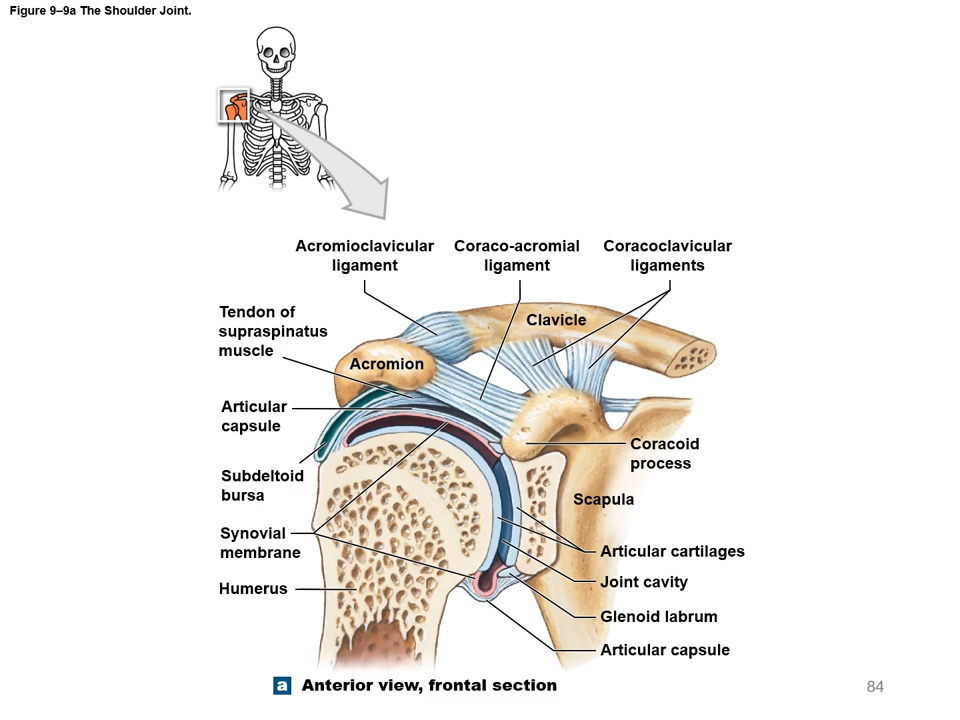 Figure 9–9a The Shoulder Joint.
Acromioclavicular
ligament
Coraco-acromial
ligament
Coracoclavicular
ligaments
Tendon of
supraspinatus
muscle
Clavicle
Acromion
Articular
capsule
Coracoid
process
Subdeltoid
bursa
Scapula
Synovial
membrane
Articular cartilages
Joint cavity
Humerus
Glenoid labrum
Articular capsule
a Anterior view, frontal section
84